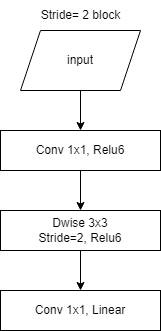 Stride= 2 block
input
Conv 1x1, Relu6
Dwise 3x3
Stride=2, Relu6
Conv 1x1, Linear